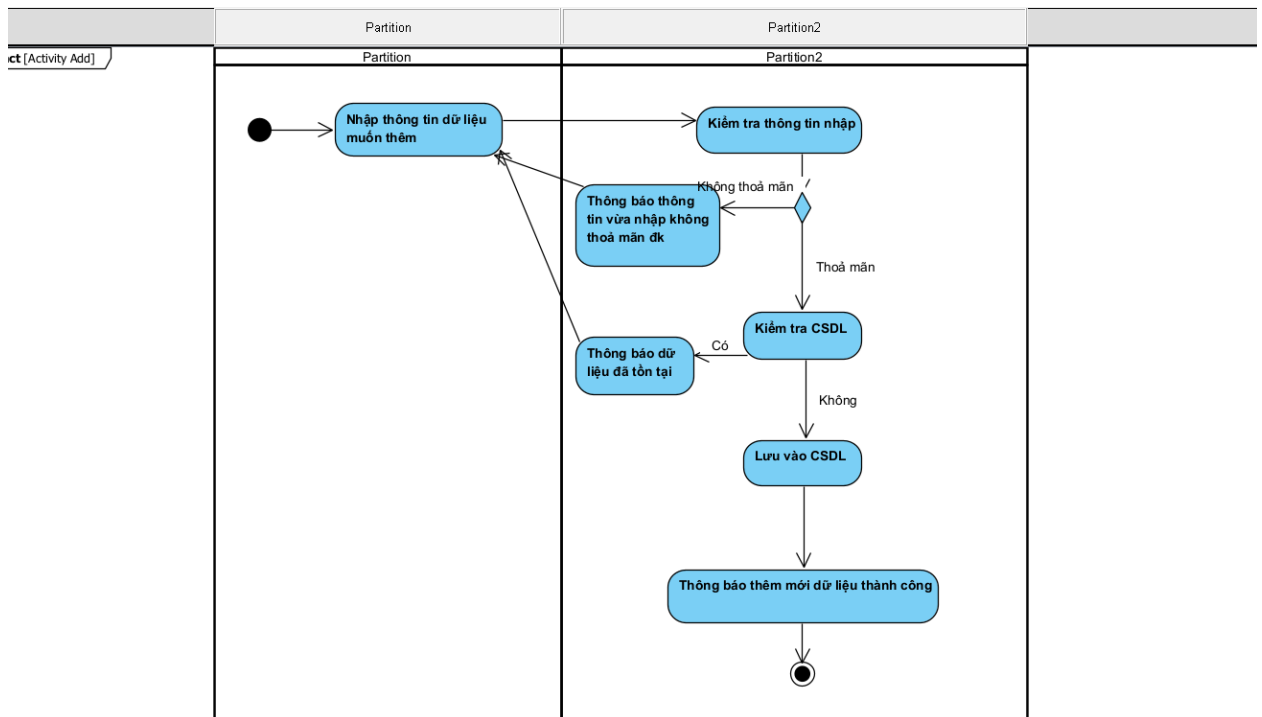 Partition
Partition2
act [Activity Add]
Partition
Partition2
Nhập thông tin dữ liệu
muốn thêm
Kiểm tra thông tin nhập
Không thoả mãn
Thông báo thông
tin vừa nhập không
thoả mãn đk
Thoả mãn
Kiểm tra CSDL
Có
Thông báo dữ
liệu đã tồn tại
Không
Lưu vào CSDL
Thông báo thêm mới dữ liệu thành công